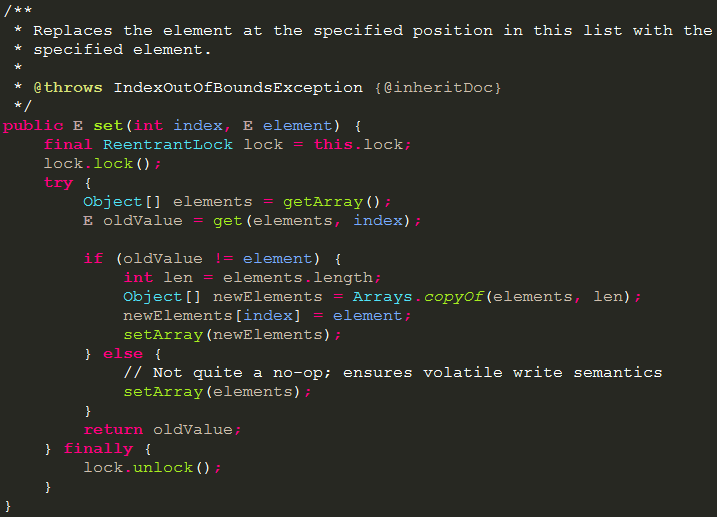 /**
 * Replaces the element at the specified position in this list with the
 * specified element.
 *
 * @throws IndexOutOfBoundsException {@inheritDoc}
 */
public E set(int index, E element) {
    final ReentrantLock lock = this.lock;
    lock.lock();
    try {
        Object[] elements = getArray();
        E oldValue = get(elements, index);

        if (oldValue != element) {
            int len = elements.length;
            Object[] newElements = Arrays.copyOf(elements, len);
            newElements[index] = element;
            setArray(newElements);
        } else {
            // Not quite a no-op; ensures volatile write semantics
            setArray(elements);
        }
        return oldValue;
    } finally {
        lock.unlock();
    }
}